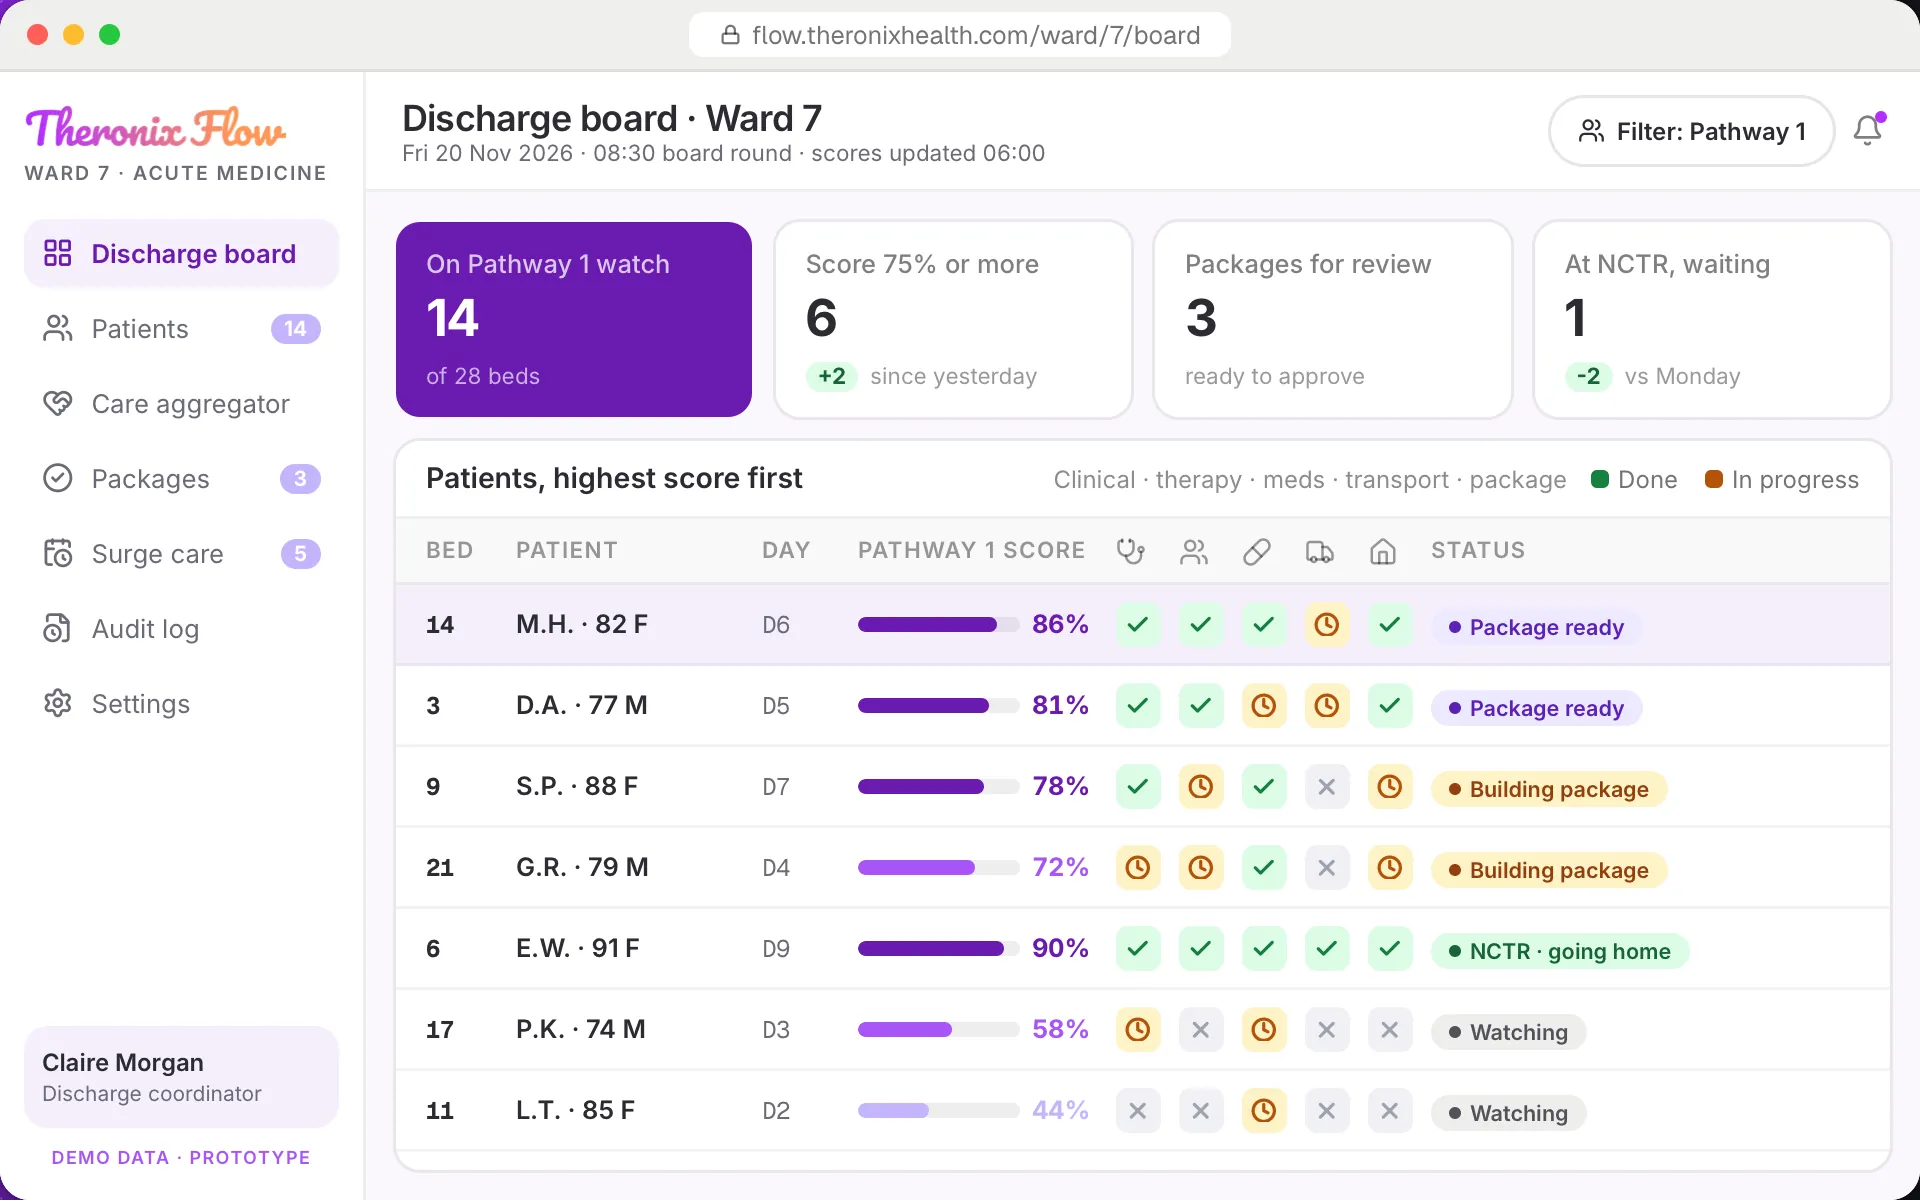 flow.theronixhealth.com/ward/7/board
Theronix Flow
WARD 7 · ACUTE MEDICINE
Discharge board
Patients 14
Care aggregator
Packages 3
Surge care 5
Audit log
Settings
Claire Morgan
Discharge coordinator
DEMO DATA · PROTOTYPE
Discharge board · Ward 7
Fri 20 Nov 2026 · 08:30 board round · scores updated 06:00
Filter: Pathway 1
On Pathway 1 watch
14
of 28 beds
Score 75% or more
6
+2 since yesterday
Packages for review
3
ready to approve
At NCTR, waiting
1
-2 vs Monday
Patients, highest score first
Clinical · therapy · meds · transport · package Done In progress
BED PATIENT DAY PATHWAY 1 SCORE STATUS
14 M.H. · 82 F D6 86% Package ready
3 D.A. · 77 M D5 81% Package ready
9 S.P. · 88 F D7 78% Building package
21 G.R. · 79 M D4 72% Building package
6 E.W. · 91 F D9 90% NCTR · going home
17 P.K. · 74 M D3 58% Watching
11 L.T. · 85 F D2 44% Watching